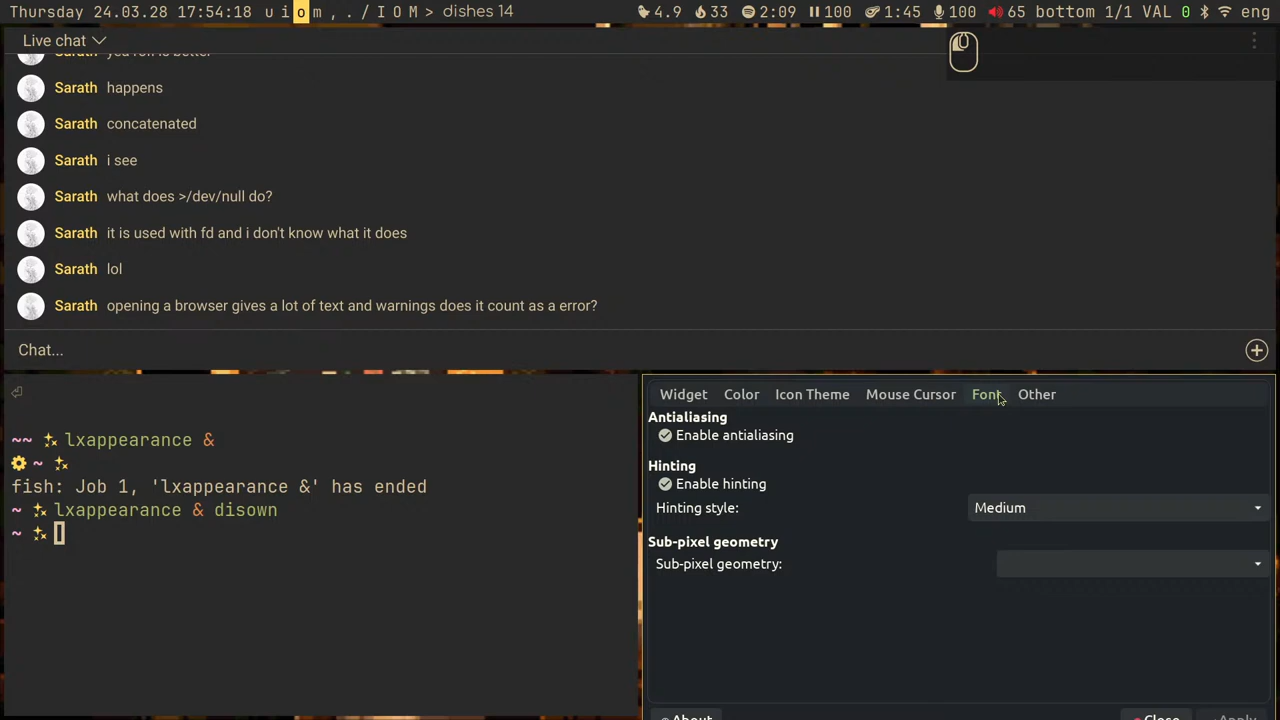 Thursday 24.03.28 17:54:18 u i o m , . / I O M > dishes 14 4.9 33 2:09 100 1:45 100 65 bottom 1/1 VAL 0 eng
Live chat
Sarath happens
Sarath concatenated
Sarath i see
Sarath what does >/dev/null do?
Sarath it is used with fd and i don't know what it does
Sarath lol
Sarath opening a browser gives a lot of text and warnings does it count as a error?
Chat...
~~ lxappearance &
~
fish: Job 1, 'lxappearance &' has ended
~ lxappearance & disown
~
Widget Color Icon Theme Mouse Cursor Font Other
Antialiasing
Enable antialiasing
Hinting
Enable hinting
Hinting style: Medium
Sub-pixel geometry
Sub-pixel geometry:
About Close Apply